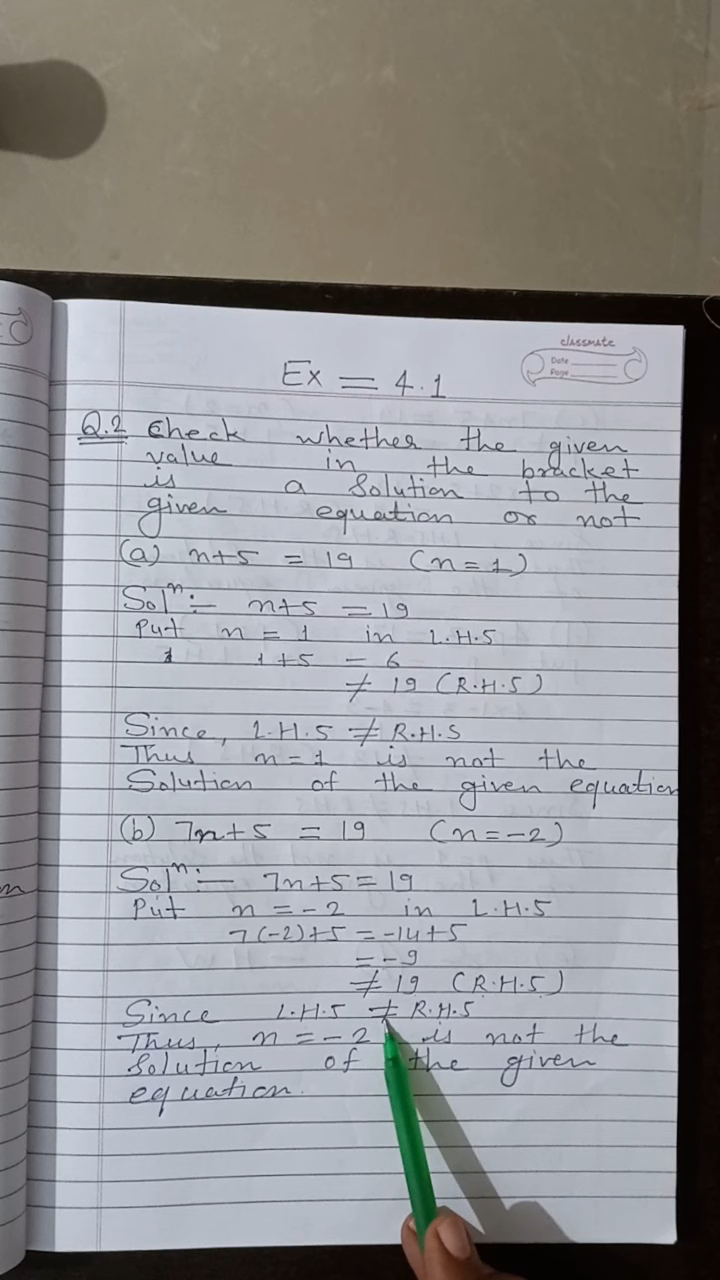 classmate
Date
Page
Ex = 4.1
Q.2 Check whether the given
value in the bracket
is a solution to the
given equation or not
(a) n+5 = 19 (n=1)
Solⁿ:- n+5 = 19
Put n = 1 in L.H.S
1+5 = 6
≠ 19 (R.H.S)
Since, L.H.S ≠ R.H.S
Thus n=1 is not the
Solution of the given equation
(b) 7n+5 = 19 (n=-2)
Solⁿ:- 7n+5=19
Put n = -2 in L.H.S
7(-2)+5 = -14+5
= -9
≠ 19 (R.H.S)
Since L.H.S ≠ R.H.S
Thus, n = -2 is not the
Solution of the given
equation.